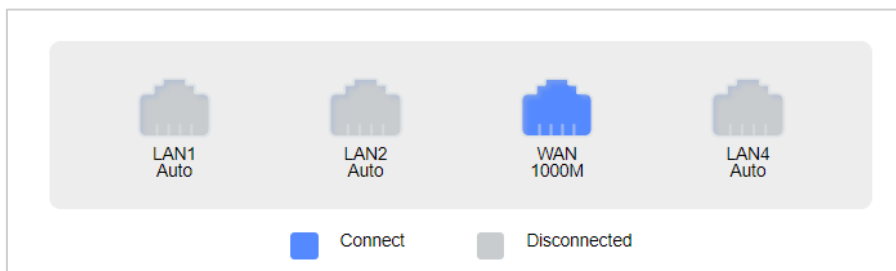 LAN1 LAN2 WAN LAN4
Auto Auto 1000M Auto
Connect Disconnected